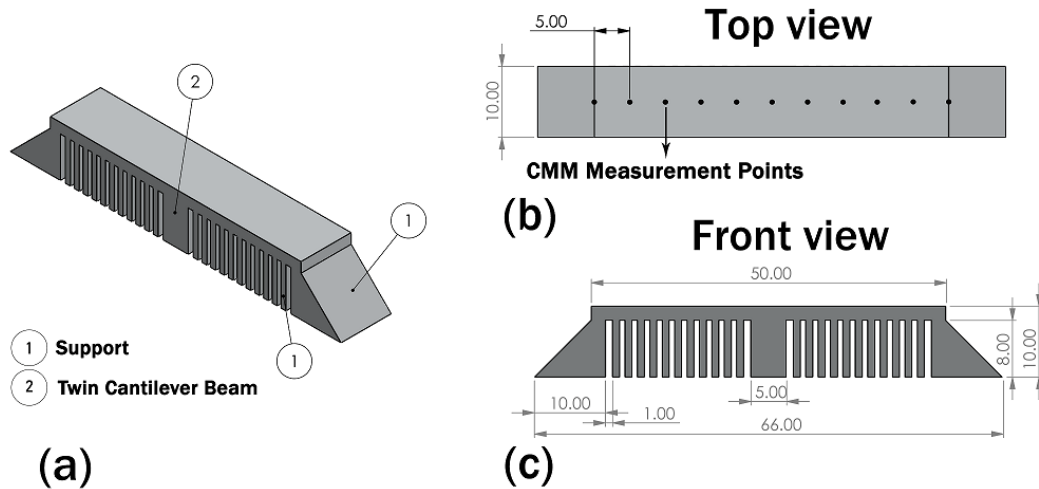 2
1
1
1 Support
2 Twin Cantilever Beam
(a)
Top view
5.00
10.00
CMM Measurement Points
(b)
Front view
50.00
8.00
10.00
5.00
10.00
1.00
66.00
(c)